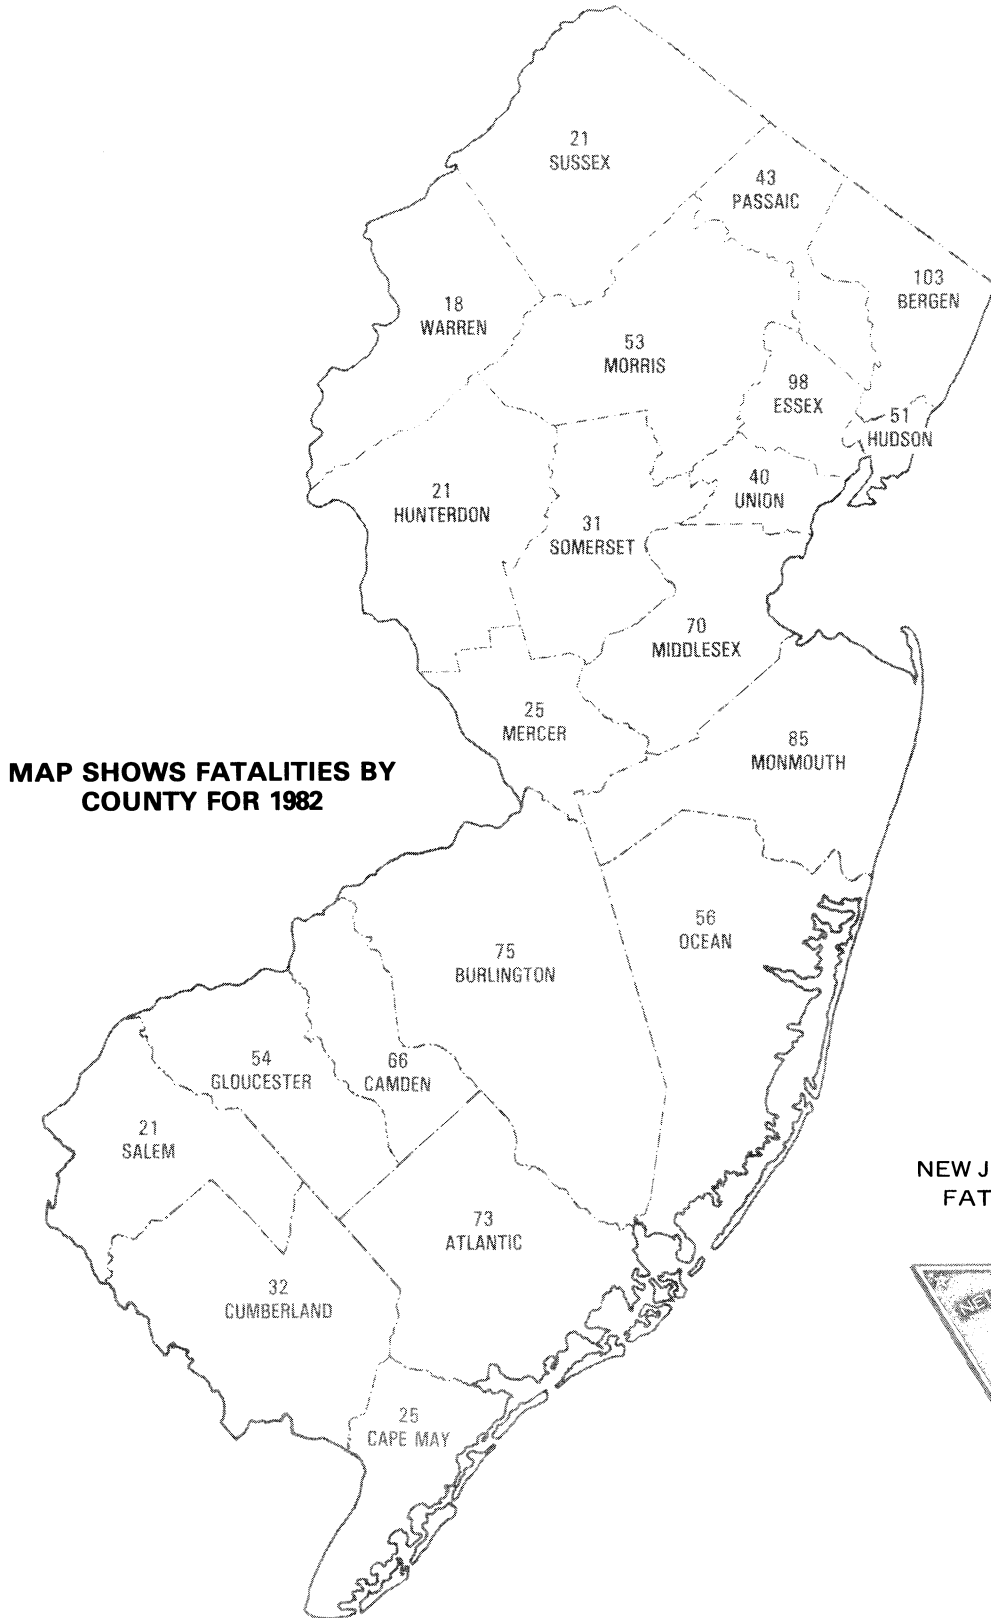 21
SUSSEX
43
PASSAIC
103
BERGEN
18
WARREN
53
MORRIS
98
ESSEX
51
HUDSON
40
UNION
21
HUNTERDON
31
SOMERSET
70
MIDDLESEX
25
MERCER
85
MONMOUTH
MAP SHOWS FATALITIES BY
COUNTY FOR 1982
56
OCEAN
75
BURLINGTON
54
GLOUCESTER
66
CAMDEN
21
SALEM
73
ATLANTIC
32
CUMBERLAND
25
CAPE MAY
NEW J
FAT